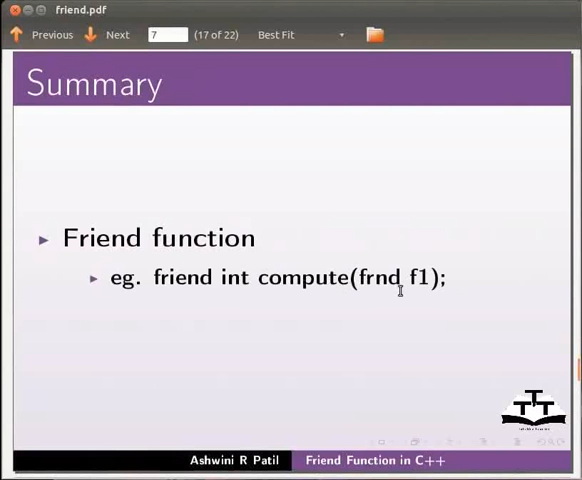 friend.pdf
Previous Next 7 (17 of 22) Best Fit
Summary
Friend function
eg. friend int compute(frnd f1);
TTT
Ashwini R Patil Friend Function in C++